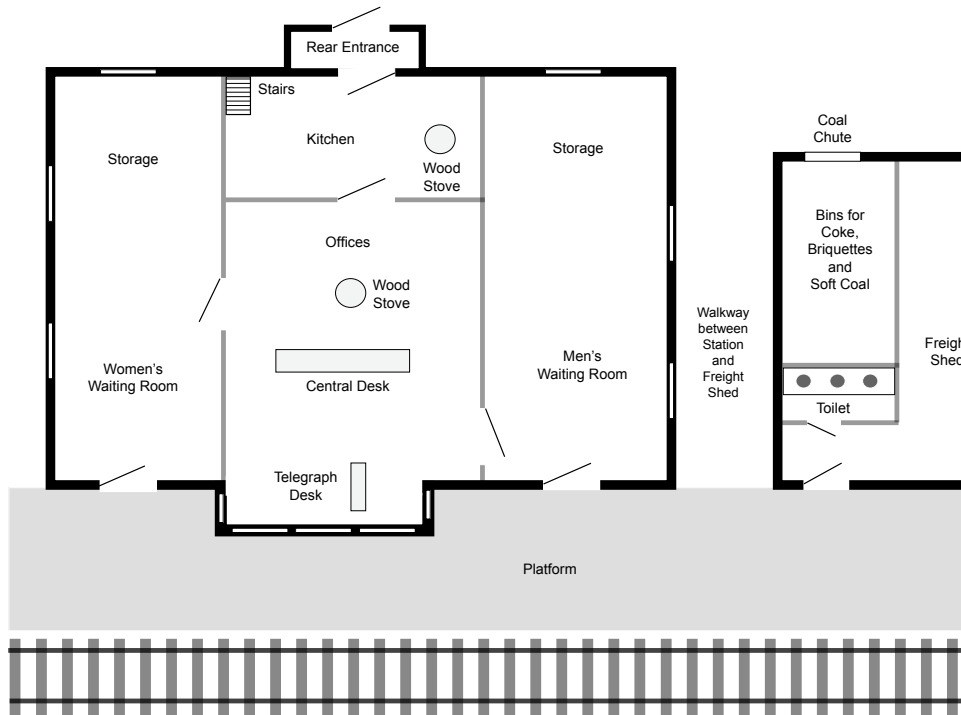 Rear Entrance
Stairs
Kitchen
Wood
Stove
Storage
Storage
Coal
Chute
Offices
Wood
Stove
Bins for
Coke,
Briquettes
and
Soft Coal
Walkway
between
Station
and
Freight
Shed
Freigh
Shed
Women's
Waiting Room
Central Desk
Men's
Waiting Room
Toilet
Telegraph
Desk
Platform